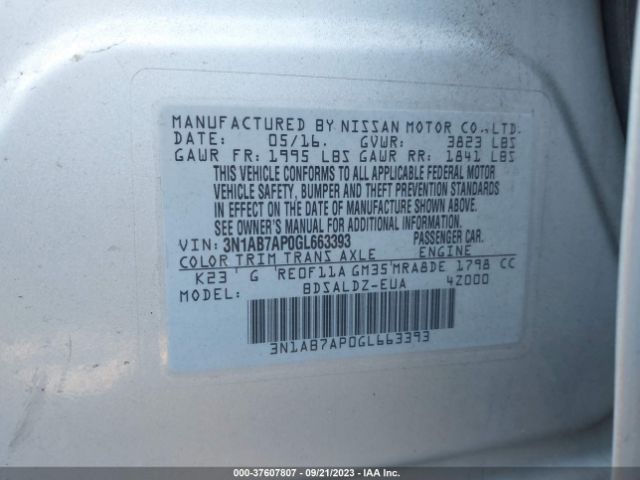 MANUFACTURED BY NISSAN MOTOR CO.,LTD.
DATE: 05/16. GVWR: 3823 LBS
GAWR FR: 1995 LBS GAWR RR: 1841 LBS
THIS VEHICLE CONFORMS TO ALL APPLICABLE FEDERAL MOTOR
VEHICLE SAFETY, BUMPER AND THEFT PREVENTION STANDARDS
IN EFFECT ON THE DATE OF MANUFACTURE SHOWN ABOVE.
SEE OWNER'S MANUAL FOR ADDITIONAL INFORMATION.
VIN: 3N1AB7AP0GL663393 PASSENGER CAR.
COLOR TRIM TRANS AXLE ENGINE
K23 G RE0F11A GM35 MRA8DE 1798 CC
MODEL: BDSALDZ-EUA 4Z000
3N1AB7AP0GL663393
000-37607807 - 09/21/2023 - IAA Inc.